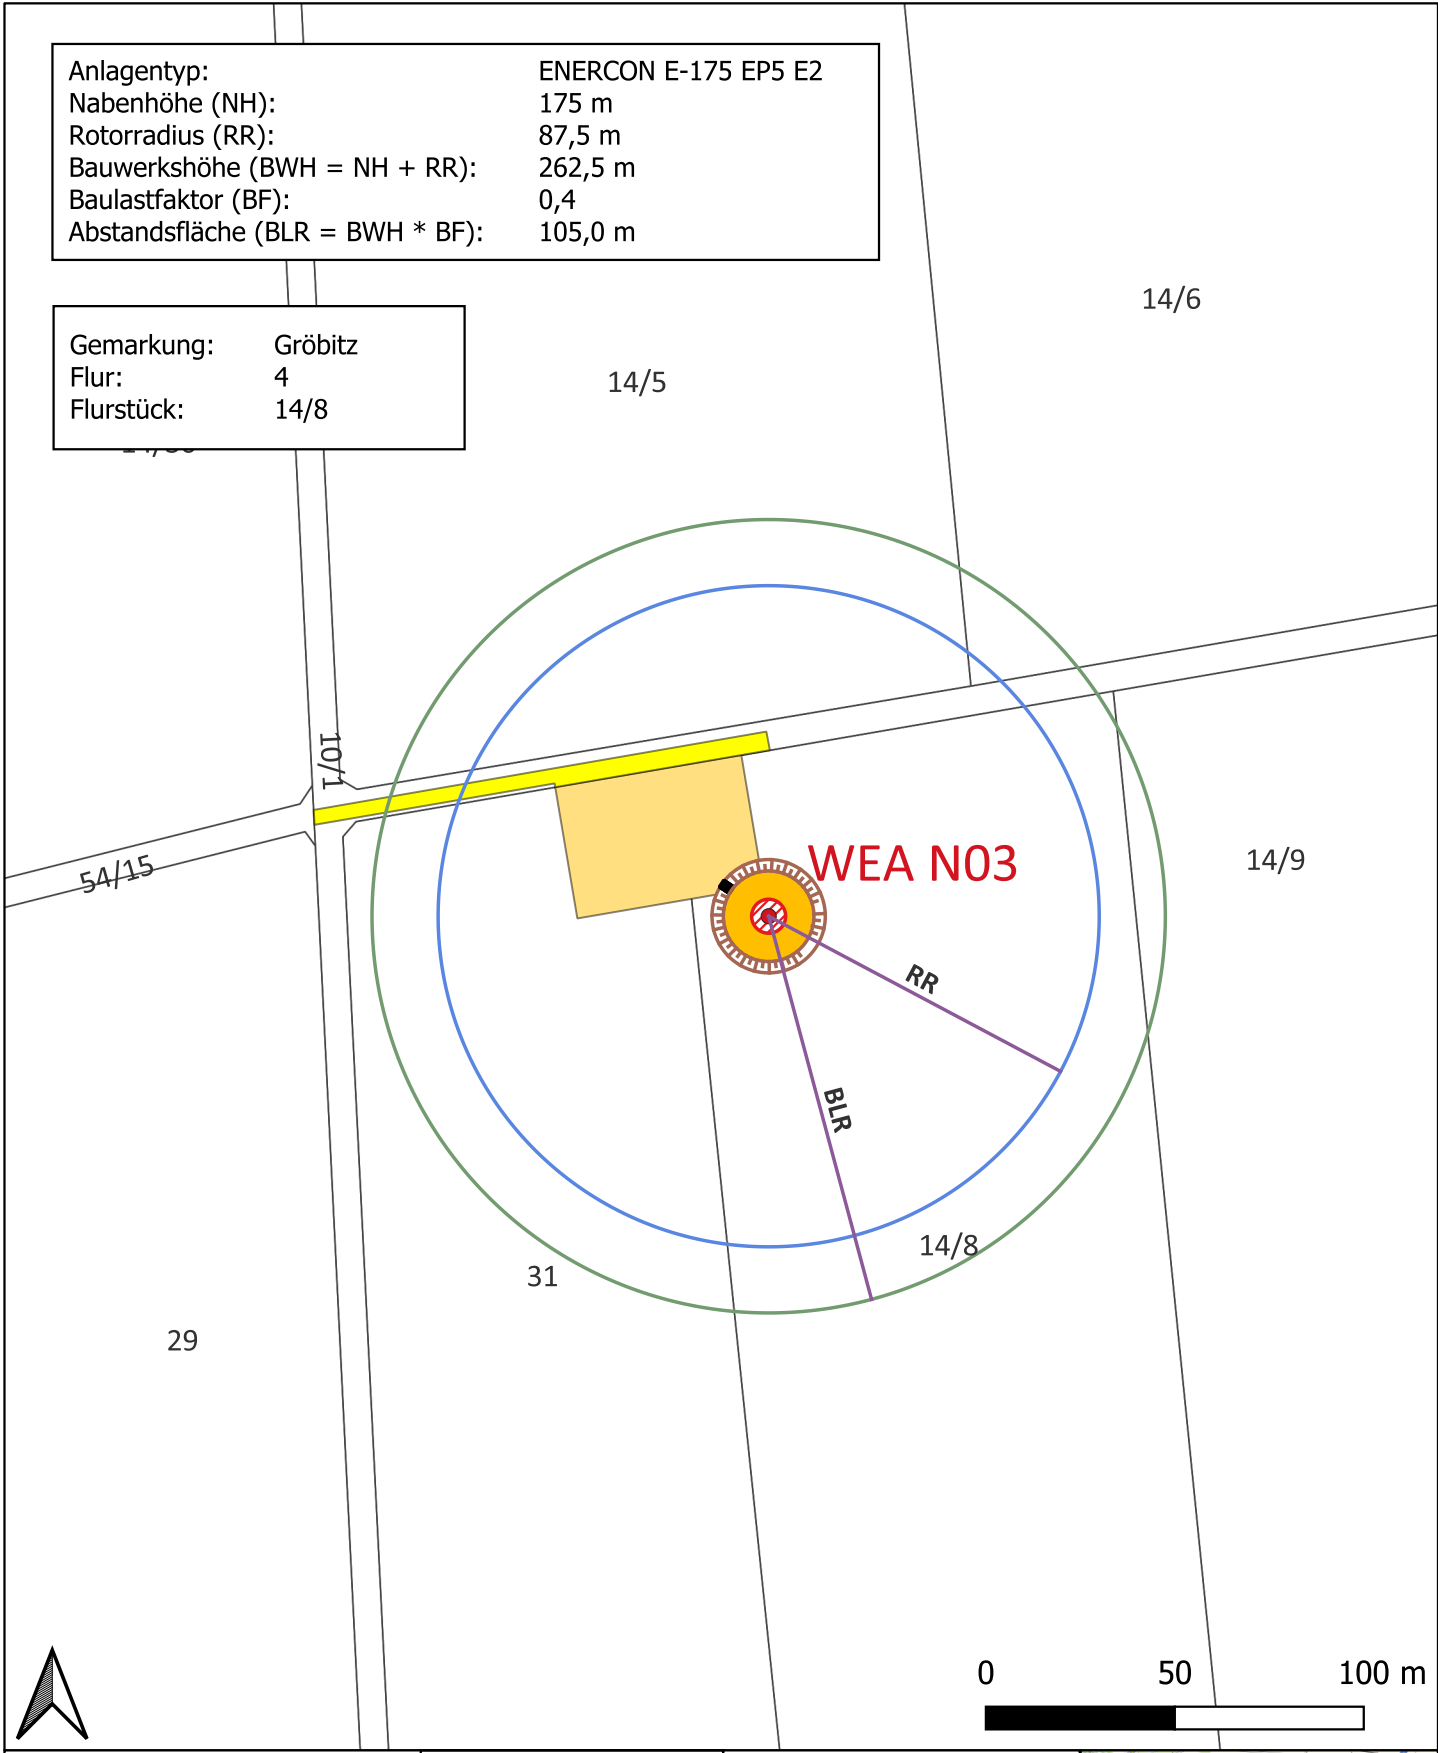 Anlagentyp: ENERCON E-175 EP5 E2
Nabenhöhe (NH): 175 m
Rotorradius (RR): 87,5 m
Bauwerkshöhe (BWH = NH + RR): 262,5 m
Baulastfaktor (BF): 0,4
Abstandsfläche (BLR = BWH * BF): 105,0 m
14/6
Gemarkung: Gröbitz
Flur: 4
Flurstück: 14/8
14/5
10/1
54/15
WEA N03
14/9
RR
BLR
14/8
31
29
0 50 100 m